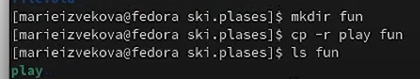 [marieizvekova@fedora ski.plases]$ mkdir fun
[marieizvekova@fedora ski.plases]$ cp -r play fun
[marieizvekova@fedora ski.plases]$ ls fun
play